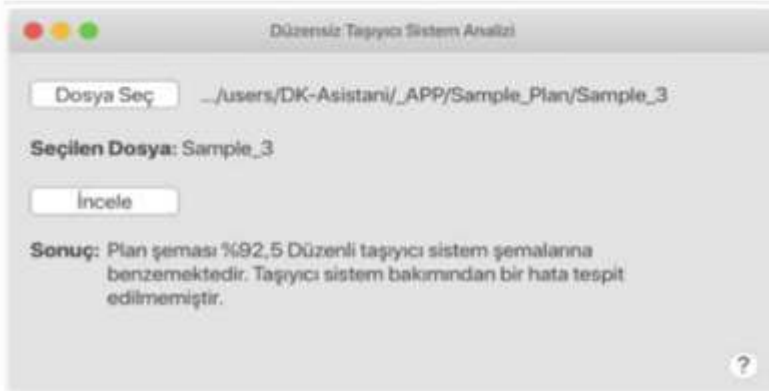 Düzensiz Taşıyıcı Sistem Analizi
Dosya Seç .../users/DK-Asistani/_APP/Sample_Plan/Sample_3
Seçilen Dosya: Sample_3
İncele
Sonuç: Plan şeması %92,5 Düzenli taşıyıcı sistem şemalarına
benzemektedir. Taşıyıcı sistem bakımından bir hata tespit
edilmemiştir.
?